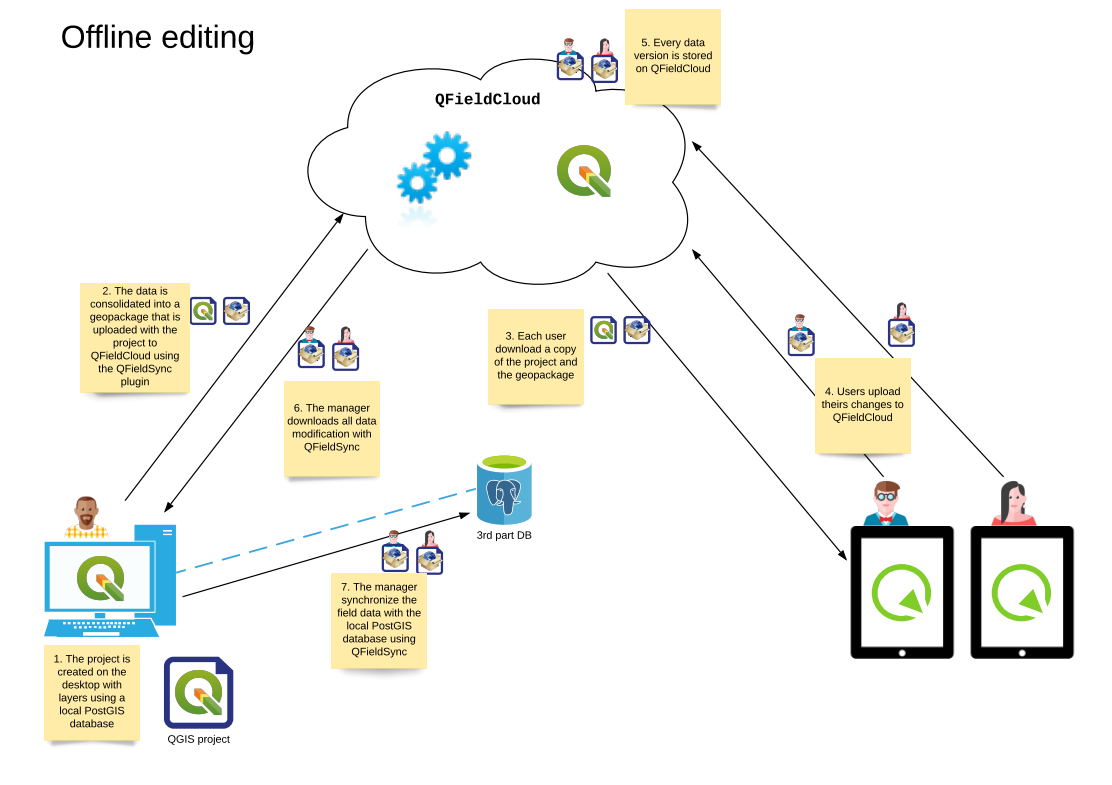 Offline editing
5. Every data
version is stored
on QFieldCloud
QFieldCloud
2. The data is
consolidated into a
geopackage that is
uploaded with the
project to
QFieldCloud using
the QFieldSync
plugin
3. Each user
download a copy
of the project and
the geopackage
4. Users upload
theirs changes to
QFieldCloud
6. The manager
downloads all data
modification with
QFieldSync
3rd part DB
7. The manager
synchronize the
field data with the
local PostGIS
database using
QFieldSync
1. The project is
created on the
desktop with
layers using a
local PostGIS
database
QGIS project